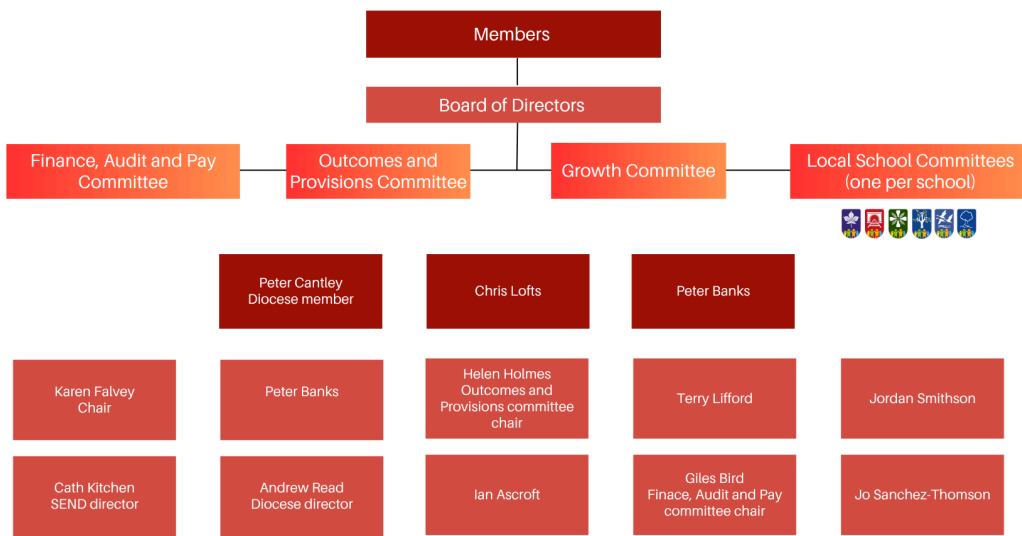 Members
Board of Directors
Finance, Audit and Pay
Committee
Outcomes and
Provisions Committee
Growth Committee
Local School Committees
(one per school)
Peter Cantley
Diocese member
Chris Lofts
Peter Banks
Karen Falvey
Chair
Peter Banks
Helen Holmes
Outcomes and
Provisions committee
chair
Terry Lifford
Jordan Smithson
Cath Kitchen
SEND director
Andrew Read
Diocese director
Ian Ascroft
Giles Bird
Finace, Audit and Pay
committee chair
Jo Sanchez-Thomson